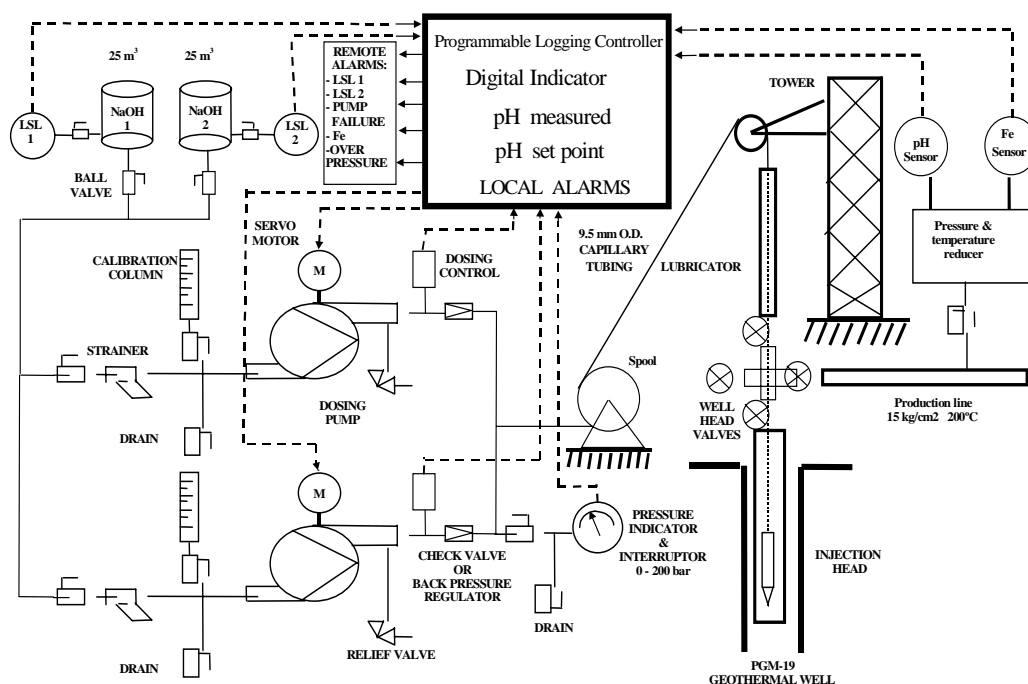 25 m3
25 m3
NaOH
1
NaOH
2
LSL
1
LSL
2
BALL
VALVE
REMOTE
ALARMS:
- LSL 1
- LSL 2
- PUMP
FAILURE
- Fe
-OVER
PRESSURE
Programmable Logging Controller
Digital Indicator
pH measured
pH set point
LOCAL ALARMS
TOWER
pH
Sensor
Fe
Sensor
Pressure &
temperature
reducer
SERVO
MOTOR
M
DOSING
CONTROL
9.5 mm O.D.
CAPILLARY
TUBING
LUBRICATOR
CALIBRATION
COLUMN
STRAINER
DOSING
PUMP
DRAIN
Spool
WELL
HEAD
VALVES
Production line
15 kg/cm2 200ºC
M
CHECK VALVE
OR
BACK PRESSURE
REGULATOR
PRESSURE
INDICATOR
&
INTERRUPTOR
0 - 200 bar
INJECTION
HEAD
DRAIN
RELIEF VALVE
DRAIN
PGM-19
GEOTHERMAL WELL